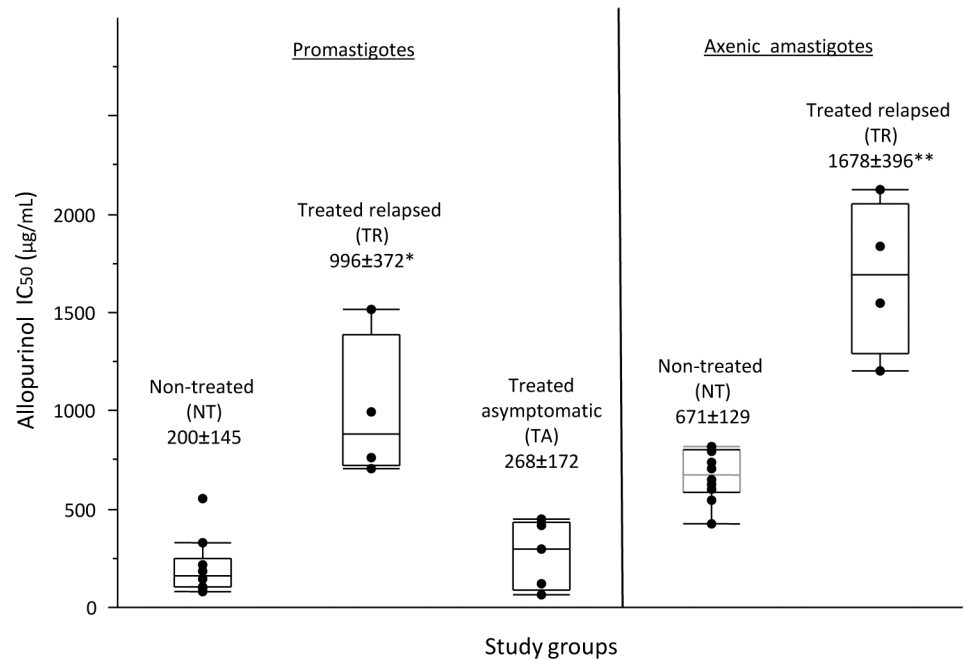 Promastigotes
Axenic amastigotes
Treated relapsed
(TR)
1678±396**
Treated relapsed
(TR)
996±372*
Non-treated
(NT)
200±145
Treated
asymptomatic
(TA)
268±172
Non-treated
(NT)
671±129
Allopurinol IC50 (µg/mL)
2000
1500
1000
500
0
Study groups